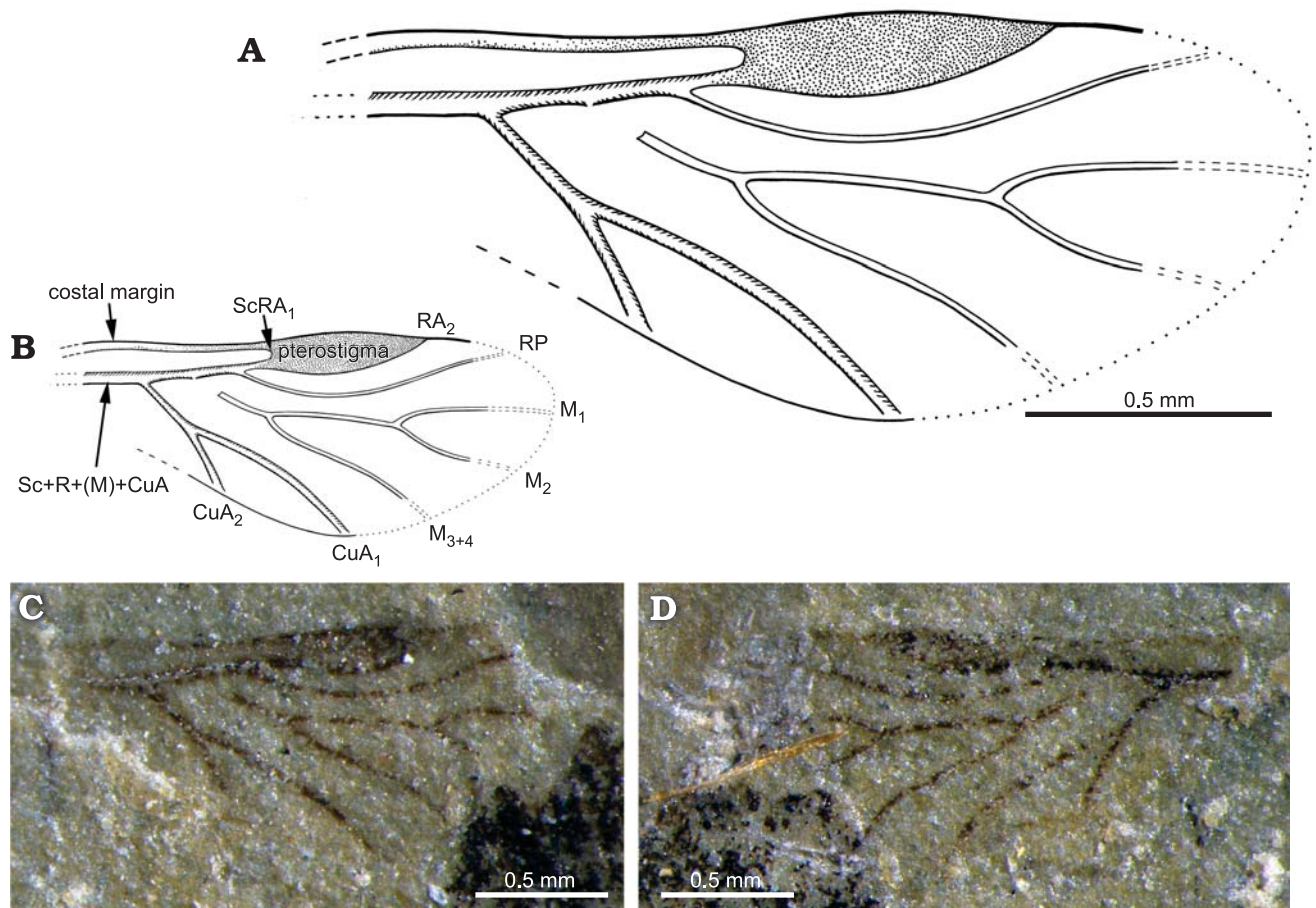 A
0.5 mm
B
costal margin
ScRA₁
pterostigma
RA₂
RP
M₁
M₂
M₃₊₄
CuA₁
CuA₂
Sc+R+(M)+CuA
C
0.5 mm
D
0.5 mm